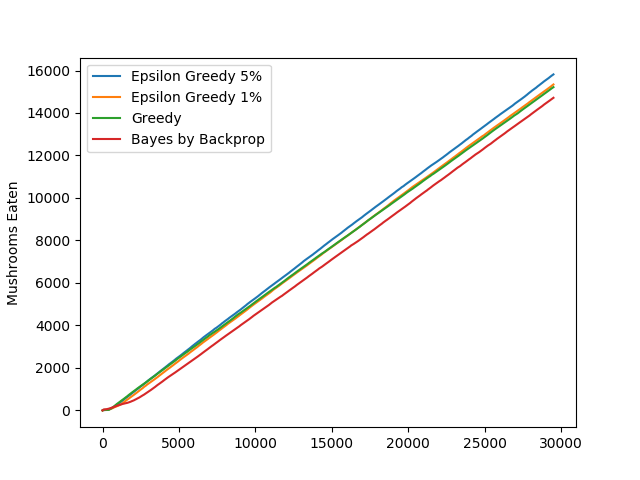 Epsilon Greedy 5%
Epsilon Greedy 1%
Greedy
Bayes by Backprop
Mushrooms Eaten
16000
14000
12000
10000
8000
6000
4000
2000
0
0 5000 10000 15000 20000 25000 30000